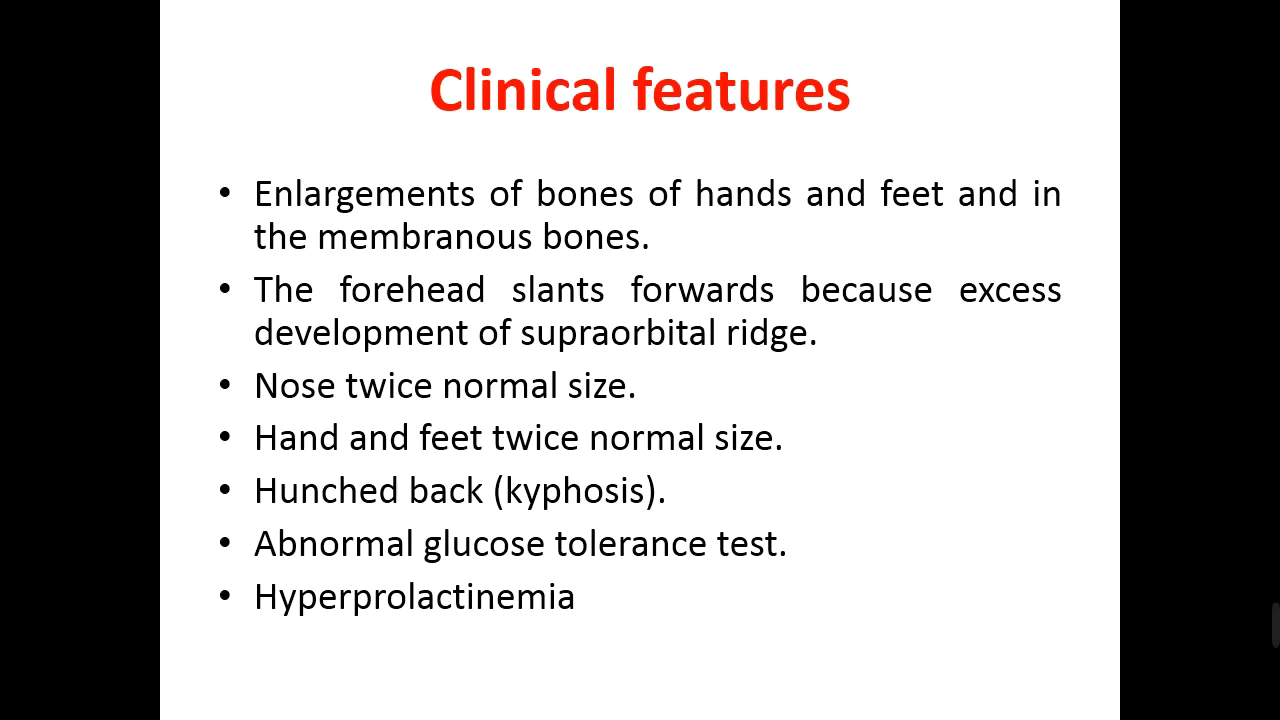 Clinical features
• Enlargements of bones of hands and feet and in
the membranous bones.
• The forehead slants forwards because excess
development of supraorbital ridge.
• Nose twice normal size.
• Hand and feet twice normal size.
• Hunched back (kyphosis).
• Abnormal glucose tolerance test.
• Hyperprolactinemia